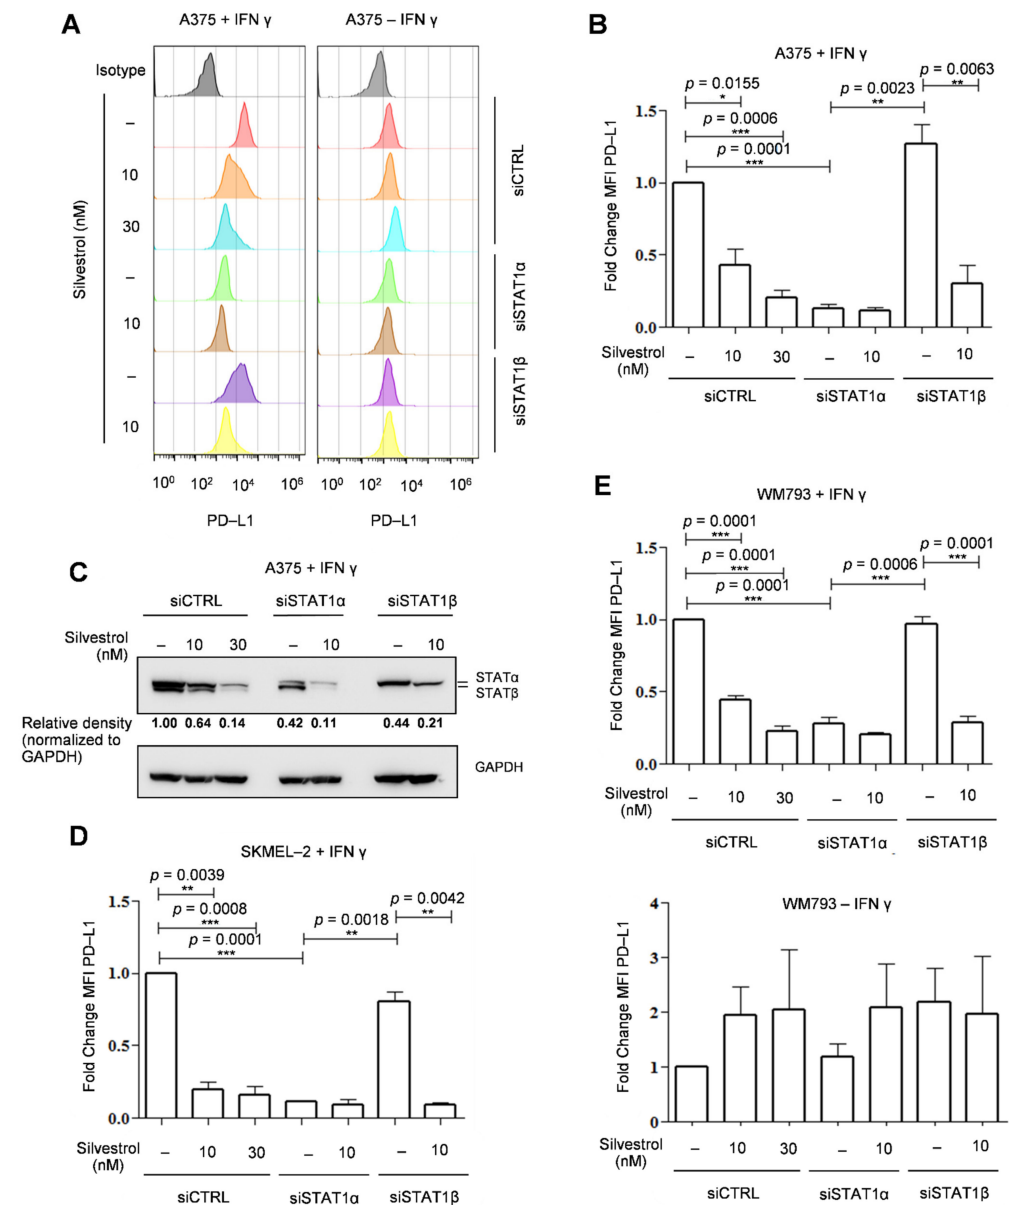 A
A375 + IFN γ
A375 – IFN γ
Isotype
Silvestrol (nM)
–
10
30
–
10
–
10
siCTRL
siSTAT1α
siSTAT1β
10⁰ 10² 10⁴ 10⁶
10⁰ 10² 10⁴ 10⁶
PD–L1
PD–L1
B
A375 + IFN γ
p = 0.0155
*
p = 0.0006
***
p = 0.0001
***
p = 0.0023
**
p = 0.0063
**
Fold Change MFI PD–L1
1.5
1.0
0.5
0.0
Silvestrol
(nM)
– 10 30 – 10 – 10
siCTRL siSTAT1α siSTAT1β
C
A375 + IFN γ
siCTRL siSTAT1α siSTAT1β
Silvestrol
(nM)
– 10 30 – 10 – 10
STATα
STATβ
Relative density
(normalized to
GAPDH)
1.00 0.64 0.14 0.42 0.11 0.44 0.21
GAPDH
D
SKMEL–2 + IFN γ
p = 0.0039
**
p = 0.0008
***
p = 0.0001
***
p = 0.0018
**
p = 0.0042
**
Fold Change MFI PD–L1
1.5
1.0
0.5
0.0
Silvestrol
(nM)
– 10 30 – 10 – 10
siCTRL siSTAT1α siSTAT1β
E
WM793 + IFN γ
p = 0.0001
***
p = 0.0001
***
p = 0.0001
***
p = 0.0006
***
p = 0.0001
***
Fold Change MFI PD–L1
1.5
1.0
0.5
0.0
Silvestrol
(nM)
– 10 30 – 10 – 10
siCTRL siSTAT1α siSTAT1β
WM793 – IFN γ
Fold Change MFI PD–L1
4
3
2
1
0
Silvestrol
(nM)
– 10 30 – 10 – 10
siCTRL siSTAT1α siSTAT1β